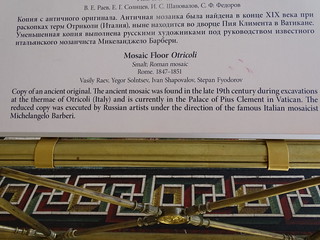 В. Е. Раев, Е. Г. Солнцев, И. С. Шаповалов, С. Ф. Федоров
Копия с античного оригинала. Античная мозаика была найдена в конце XIX века при
раскопках терм Отриколи (Италия), ныне находится во дворце Пия Климента в Ватикане.
Уменьшенная копия выполнена русскими художниками под руководством известного
итальянского мозаичиста Микеланджело Барбери.
Mosaic Floor Otricoli
Smalt; Roman mosaic
Rome. 1847–1851
Vasily Raev, Yegor Solntsev, Ivan Shapovalov; Stepan Fyodorov
Copy of an ancient original. The ancient mosaic was found in the late 19th century during excavations
at the thermae of Otricoli (Italy) and is currently in the Palace of Pius Clement in Vatican. The
reduced copy was executed by Russian artists under the direction of the famous Italian mosaicist
Michelangelo Barberi.